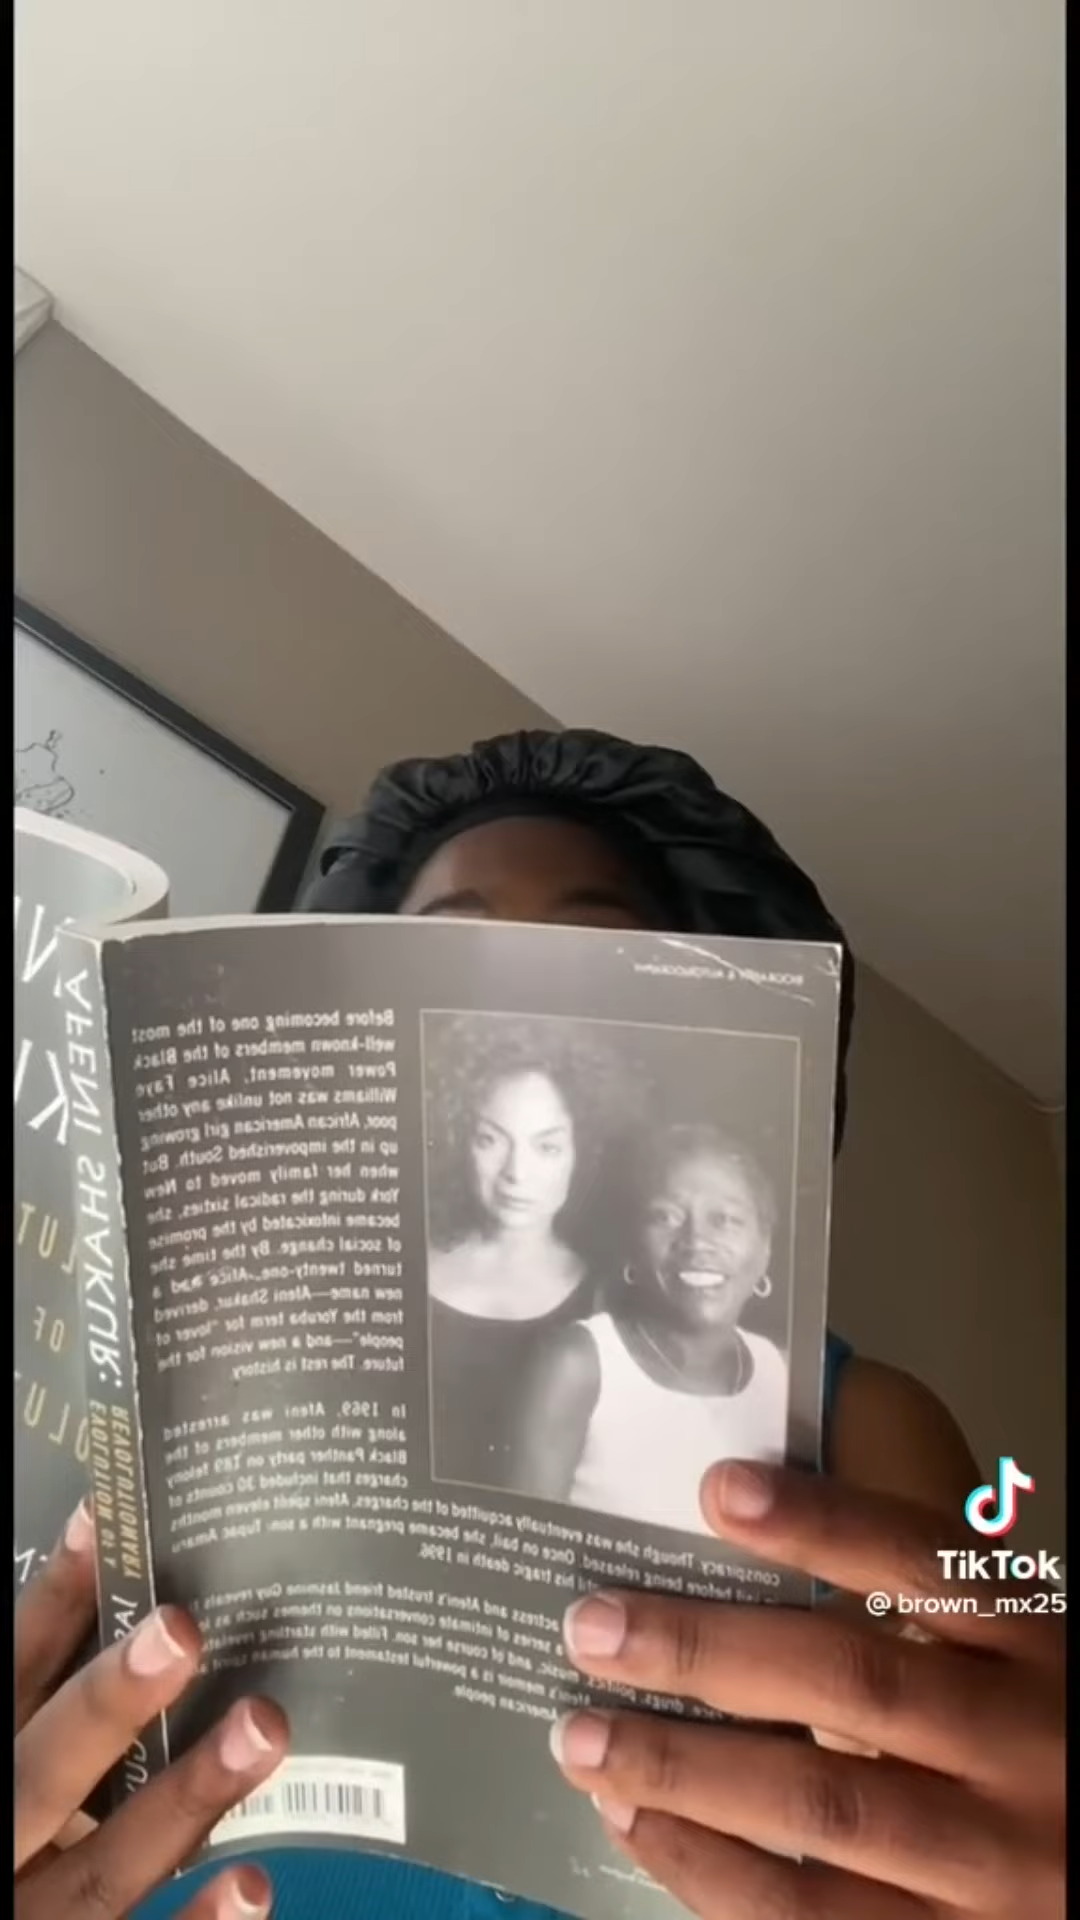 BIOGRAPHY & AUTOBIOGRAPHY
Before becoming one of the most
well-known members of the Black
Power movement, Alice Faye
Williams was not unlike any other
poor, African American girl growing
up in the impoverished South. But
when her family moved to New
York during the radical sixties, she
became intoxicated by the promise
of social change. By the time she
turned twenty-one, Alice had a
new name—Afeni Shakur, derived
from the Yoruba term for "lover of
people"—and a new vision for the
future. The rest is history.
In 1969, Afeni was arrested
along with other members of the
Black Panther party on 189 felony
charges that included 30 counts of
conspiracy. Though she was eventually acquitted of the charges, Afeni spent eleven months
in jail before being released. Once on bail, she became pregnant with a son: Tupac Amaru
his tragic death in 1996.
actress and Afeni's trusted friend Jasmine Guy reveals
a series of intimate conversations on themes such as
race, drugs, politics, music, and of course her son. Filled with startling
memoir is a powerful testament to the human spirit
American people.
AFENI SHAKUR:
REVOLUTIONARY
EVOLUTION OF A
OF
TikTok
@brown_mx25